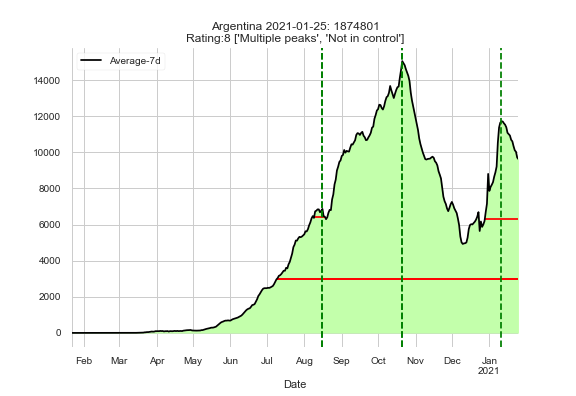 Argentina 2021-01-25: 1874801
Rating:8 ['Multiple peaks', 'Not in control']
Average-7d
14000
12000
10000
8000
6000
4000
2000
0
Feb Mar Apr May Jun Jul Aug Sep Oct Nov Dec Jan
2021
Date